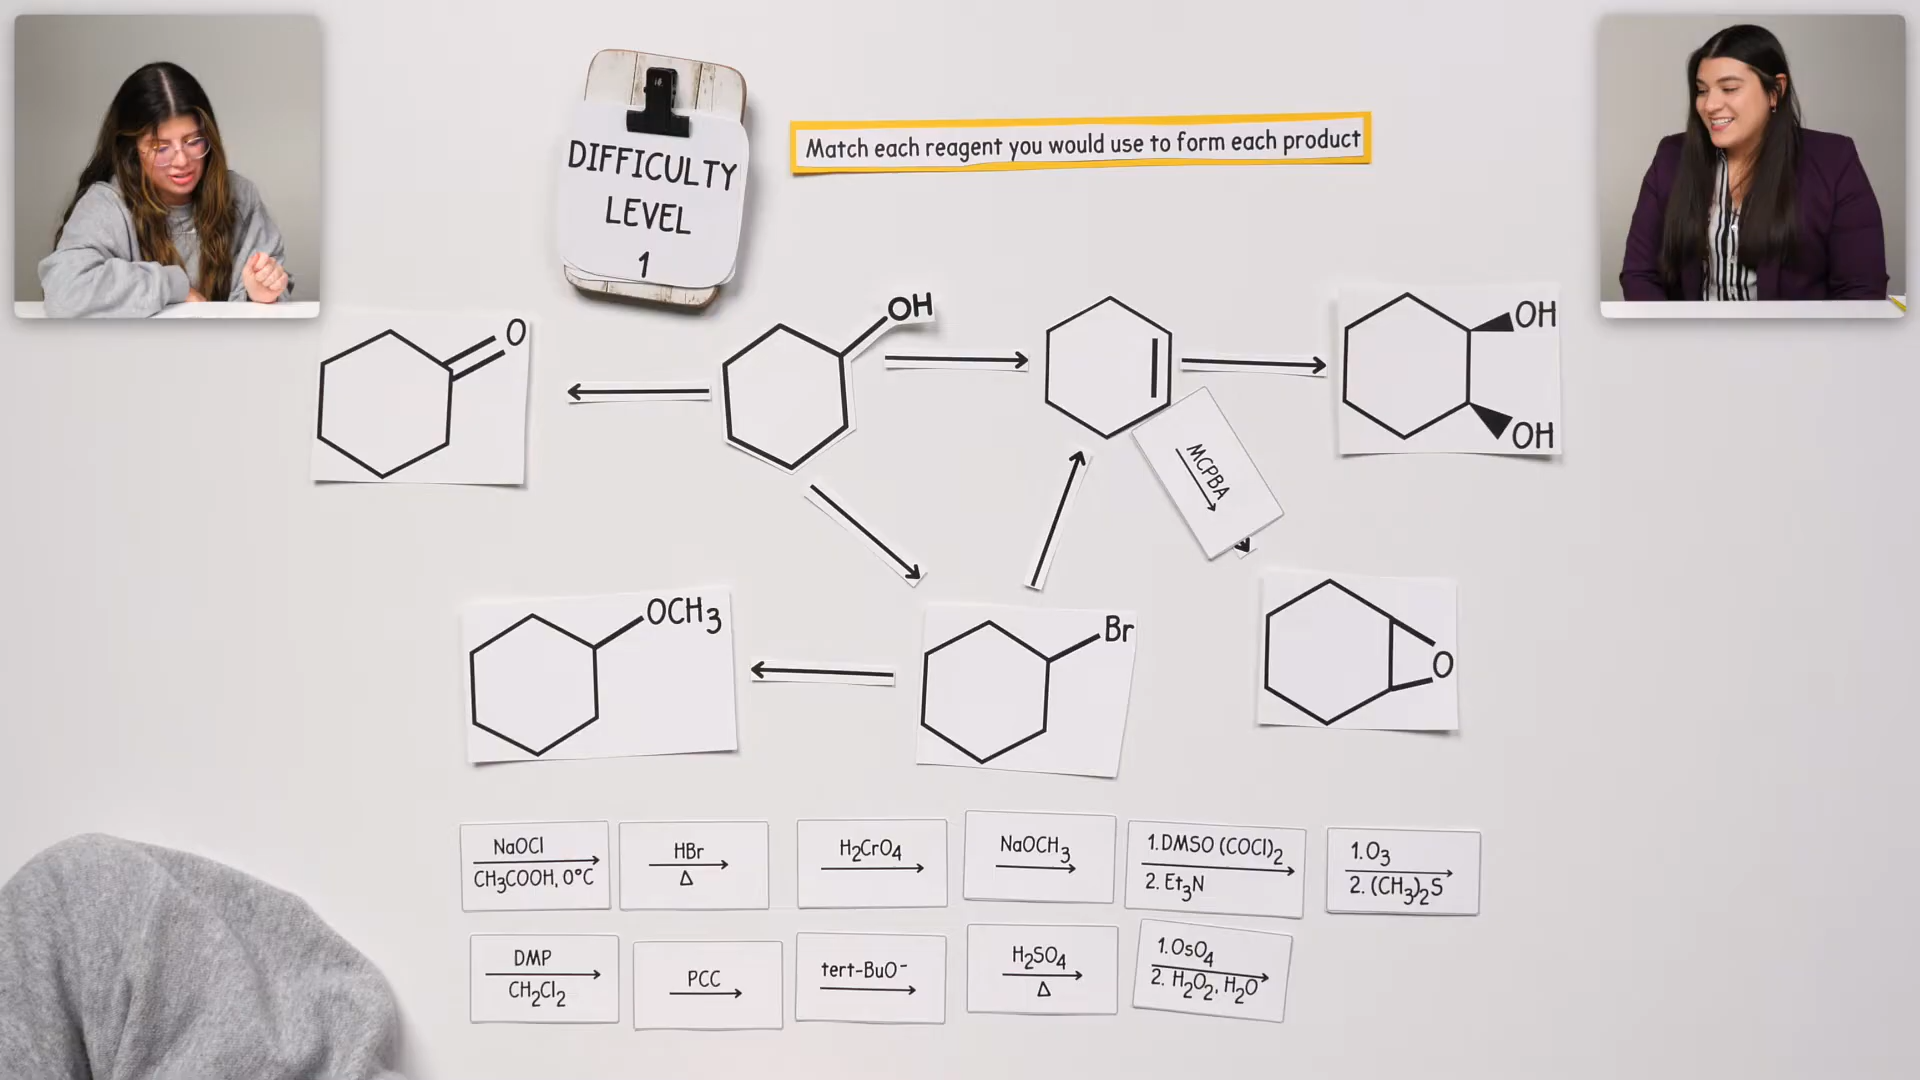 DIFFICULTY
LEVEL
1
Match each reagent you would use to form each product
O
OH
OH
OH
MCPBA
OCH3
Br
O
NaOCl
CH3COOH, 0°C
HBr
Δ
H2CrO4
NaOCH3
1. DMSO (COCl)2
2. Et3N
1. O3
2. (CH3)2S
DMP
CH2Cl2
PCC
tert-BuO⁻
H2SO4
Δ
1. OsO4
2. H2O2, H2O